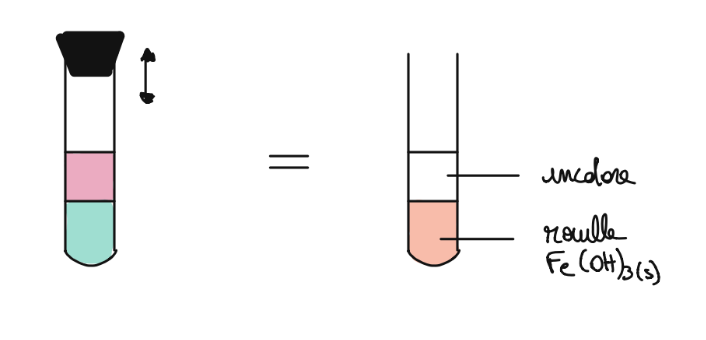 =
incolore
rouille
Fe(OH)3(s)